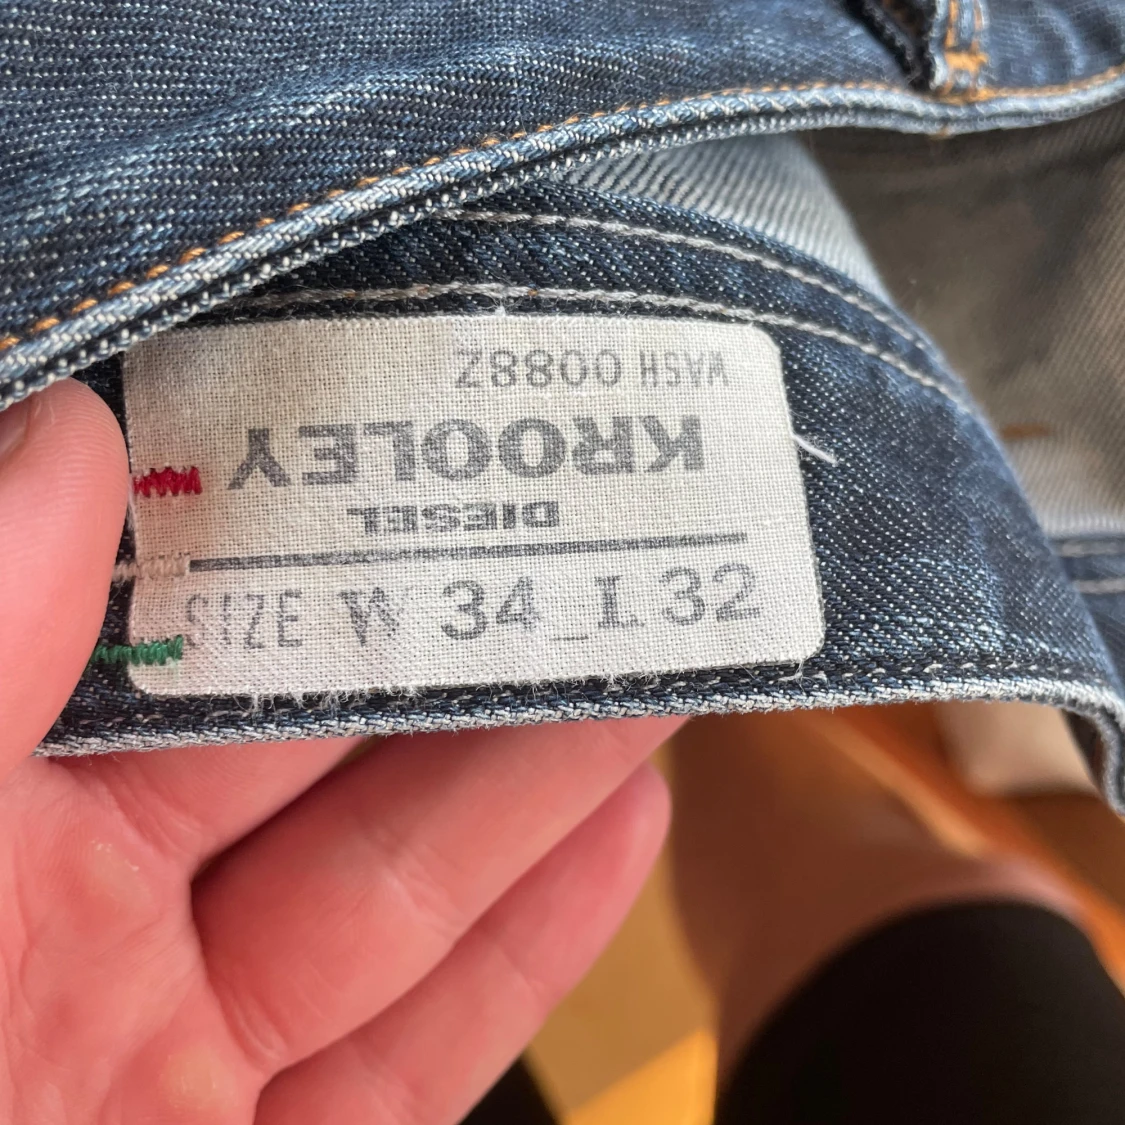 DIESEL
KROOLEY
WASH 0088Z
SIZE W 34_L 32